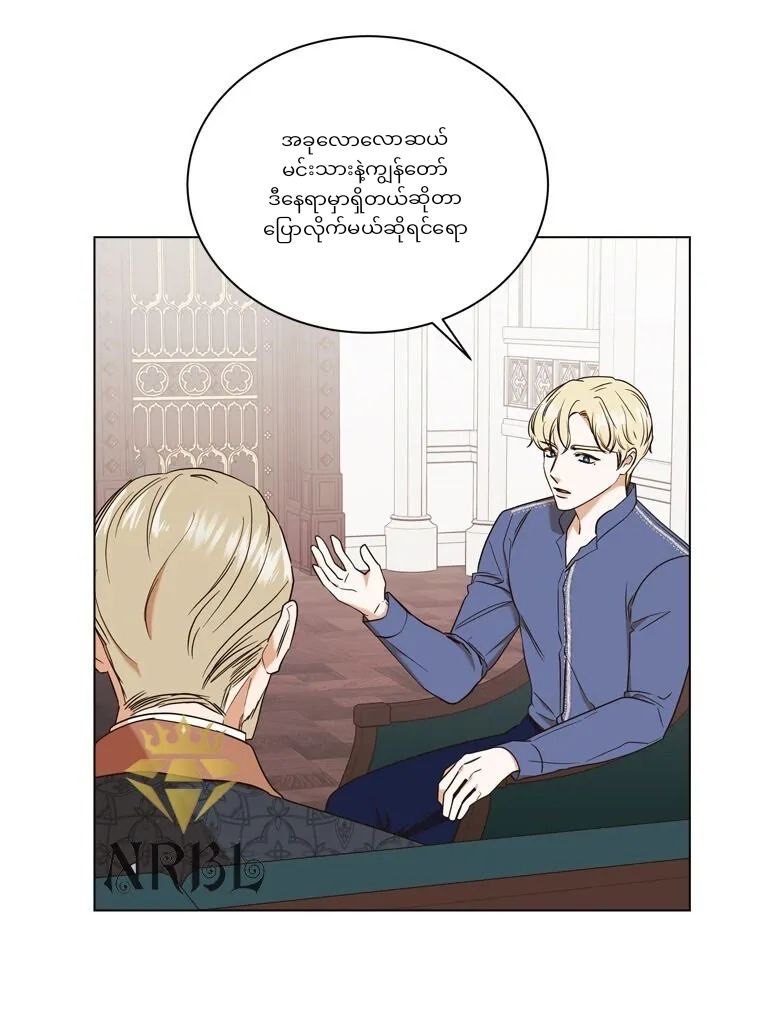 အခုလောလောဆယ်
မင်းသားနဲ့ကျွန်တော်
ဒီနေရာမှာရှိတယ်ဆိုတာ
ပြောလိုက်မယ်ဆိုရင်ရော
NRBL